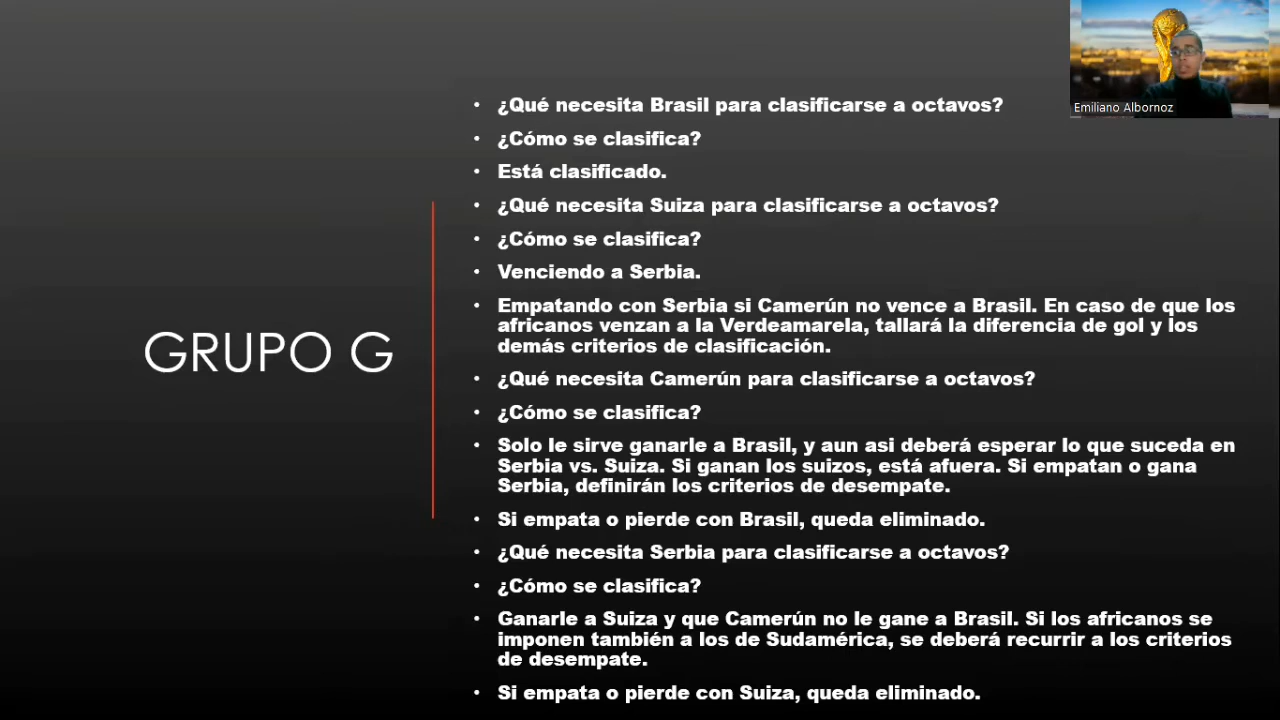 Emiliano Albornoz
GRUPO G
• ¿Qué necesita Brasil para clasificarse a octavos?
• ¿Cómo se clasifica?
• Está clasificado.
• ¿Qué necesita Suiza para clasificarse a octavos?
• ¿Cómo se clasifica?
• Venciendo a Serbia.
• Empatando con Serbia si Camerún no vence a Brasil. En caso de que los
africanos venzan a la Verdeamarela, tallará la diferencia de gol y los
demás criterios de clasificación.
• ¿Qué necesita Camerún para clasificarse a octavos?
• ¿Cómo se clasifica?
• Solo le sirve ganarle a Brasil, y aun asi deberá esperar lo que suceda en
Serbia vs. Suiza. Si ganan los suizos, está afuera. Si empatan o gana
Serbia, definirán los criterios de desempate.
• Si empata o pierde con Brasil, queda eliminado.
• ¿Qué necesita Serbia para clasificarse a octavos?
• ¿Cómo se clasifica?
• Ganarle a Suiza y que Camerún no le gane a Brasil. Si los africanos se
imponen también a los de Sudamérica, se deberá recurrir a los criterios
de desempate.
• Si empata o pierde con Suiza, queda eliminado.